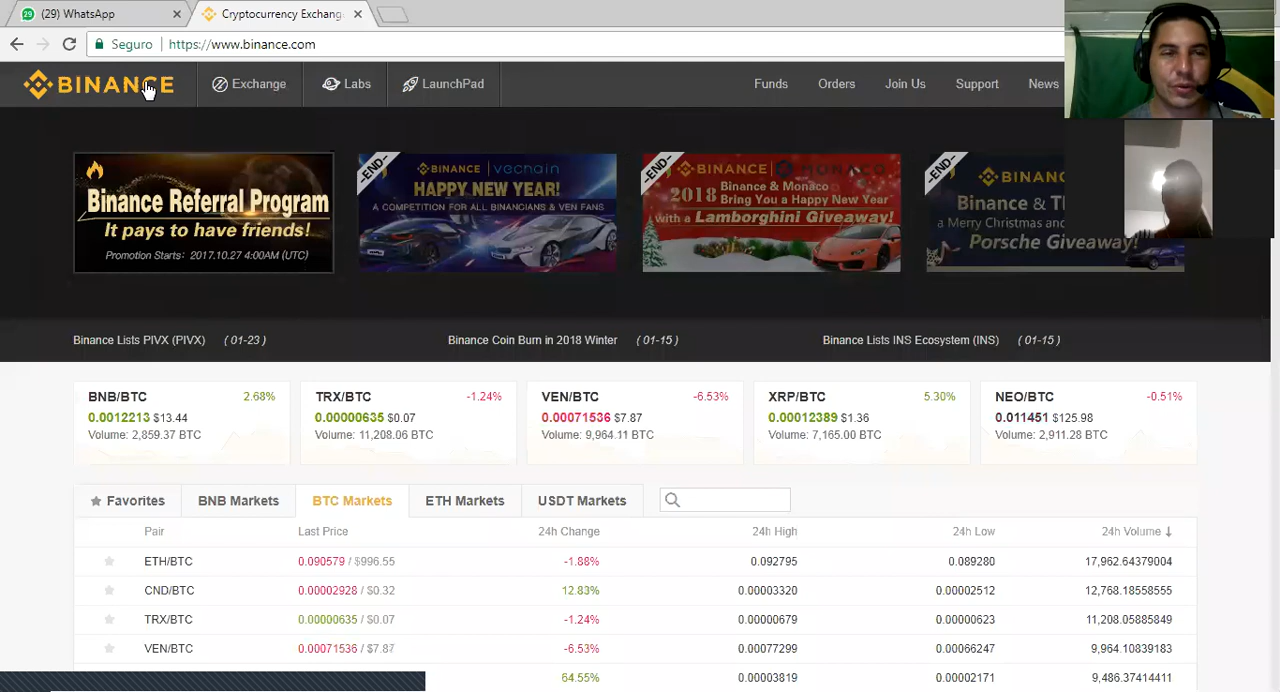 (29) WhatsApp
Cryptocurrency Exchang
Seguro https://www.binance.com
BINANCE Exchange Labs LaunchPad Funds Orders Join Us Support News
Binance Referral Program
It pays to have friends!
Promotion Starts: 2017.10.27 4:00AM (UTC)
-END-
BINANCE vechain
HAPPY NEW YEAR!
A COMPETITION FOR ALL BINANCIANS & VEN FANS
-END-
BINANCE MONACO
2018 Binance & Monaco
Bring You a Happy New Year
with a Lamborghini Giveaway!
-END-
BINAN
Binance & T
a Merry Christmas and
Porsche Giveaway!
Binance Lists PIVX (PIVX) ( 01-23 )
Binance Coin Burn in 2018 Winter ( 01-15 )
Binance Lists INS Ecosystem (INS) ( 01-15 )
BNB/BTC 2.68%
0.0012213 $13.44
Volume: 2,859.37 BTC
TRX/BTC -1.24%
0.00000635 $0.07
Volume: 11,208.06 BTC
VEN/BTC -6.53%
0.00071536 $7.87
Volume: 9,964.11 BTC
XRP/BTC 5.30%
0.00012389 $1.36
Volume: 7,165.00 BTC
NEO/BTC -0.51%
0.011451 $125.98
Volume: 2,911.28 BTC
Favorites BNB Markets BTC Markets ETH Markets USDT Markets
Pair Last Price 24h Change 24h High 24h Low 24h Volume
ETH/BTC 0.090579 / $996.55 -1.88% 0.092795 0.089280 17,962.64379004
CND/BTC 0.00002928 / $0.32 12.83% 0.00003320 0.00002512 12,768.18558555
TRX/BTC 0.00000635 / $0.07 -1.24% 0.00000679 0.00000623 11,208.05885849
VEN/BTC 0.00071536 / $7.87 -6.53% 0.00077299 0.00066247 9,964.10839183
64.55% 0.00003819 0.00002171 9,486.37414411